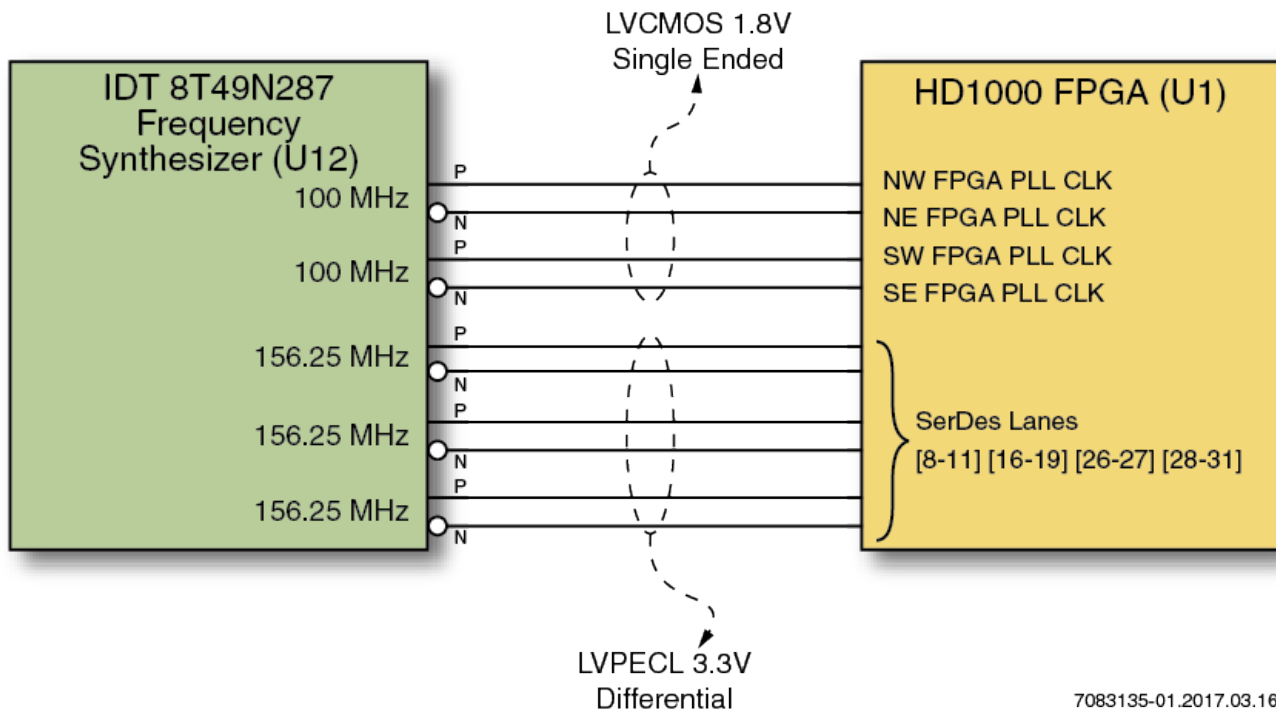 LVCMOS 1.8V
Single Ended
IDT 8T49N287
Frequency
Synthesizer (U12)
HD1000 FPGA (U1)
100 MHz
P
N
NW FPGA PLL CLK
NE FPGA PLL CLK
100 MHz
P
N
SW FPGA PLL CLK
SE FPGA PLL CLK
156.25 MHz
P
N
156.25 MHz
P
N
156.25 MHz
P
N
SerDes Lanes
[8-11] [16-19] [26-27] [28-31]
LVPECL 3.3V
Differential
7083135-01.2017.03.16